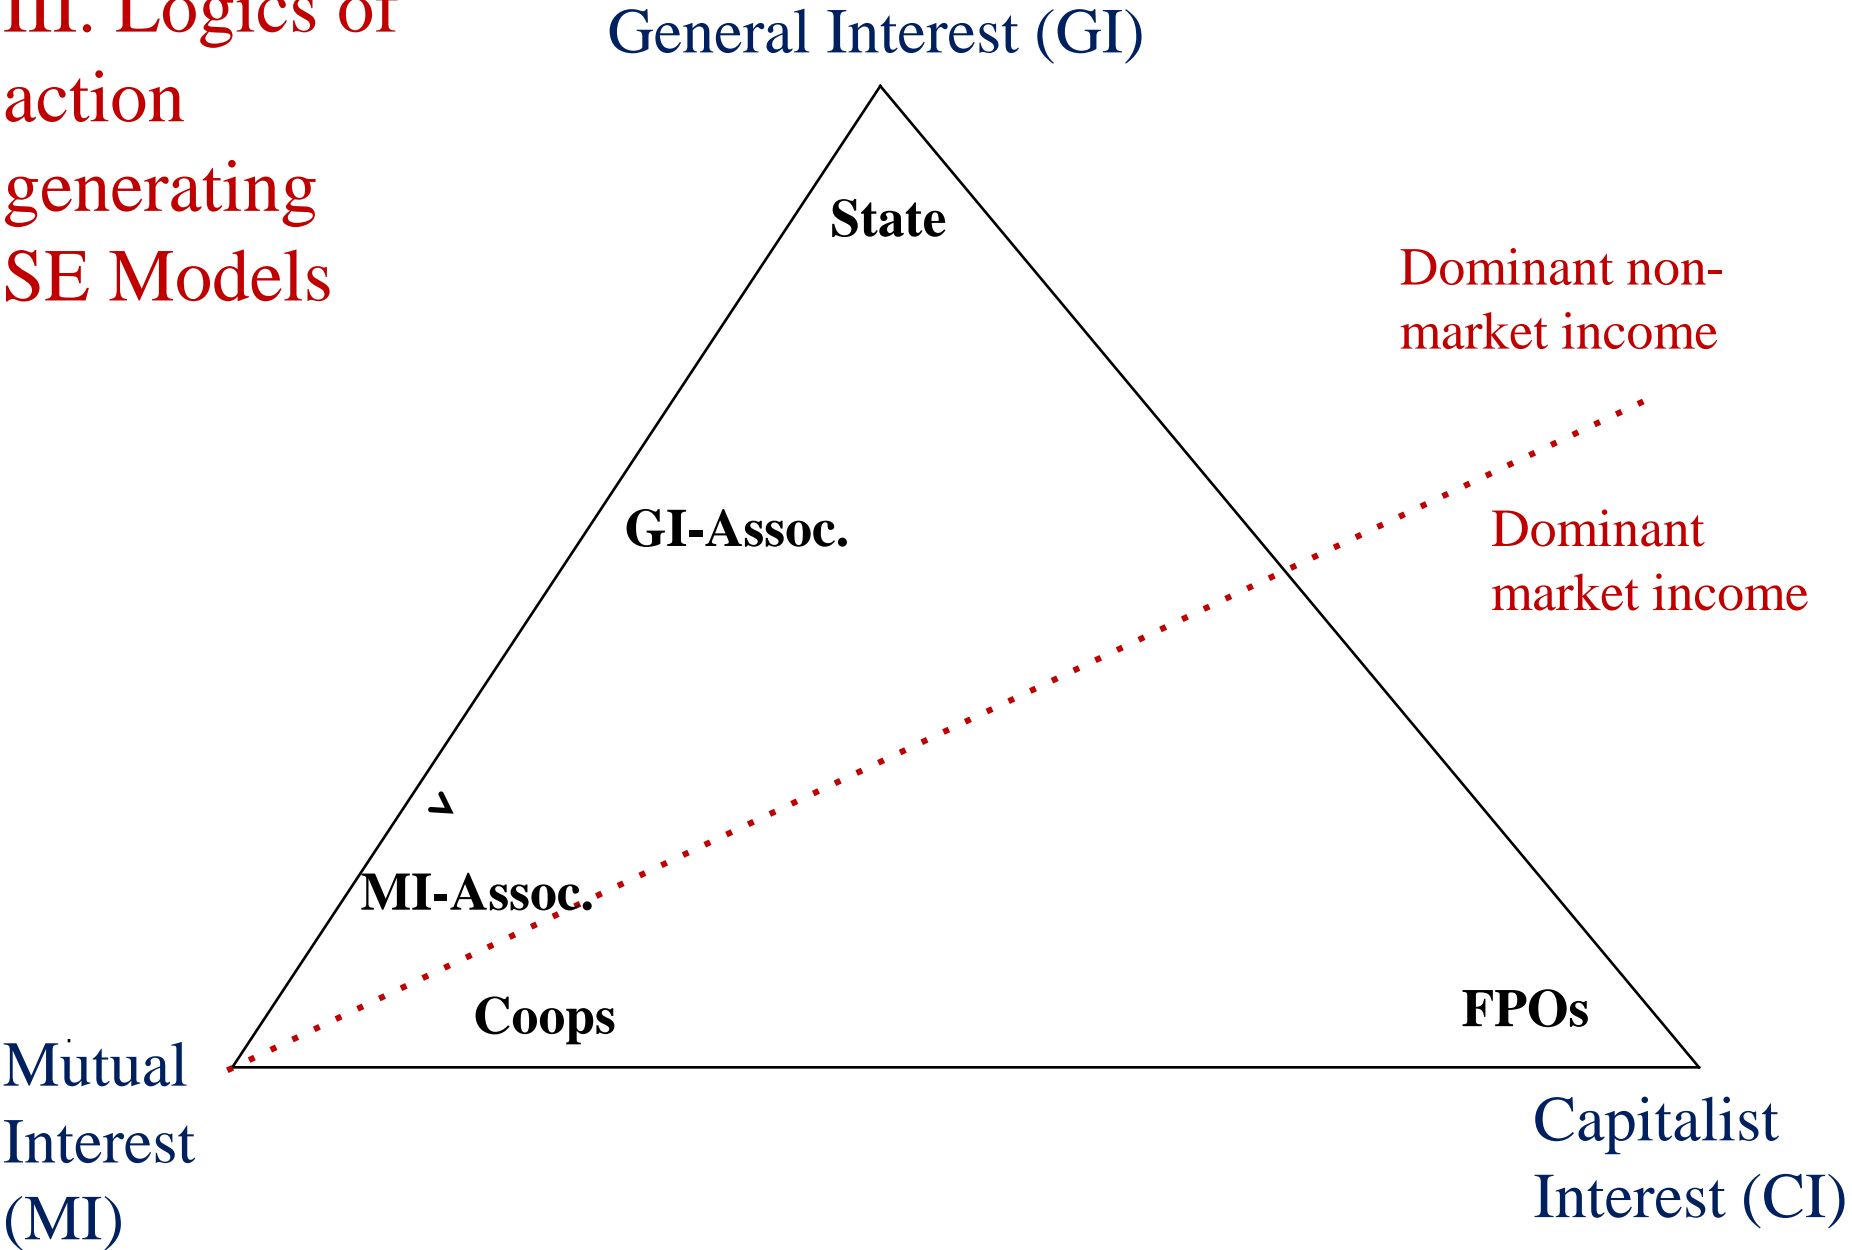 III. Logics of
action
generating
SE Models
General Interest (GI)
State
Dominant non-
market income
GI-Assoc.
Dominant
market income
MI-Assoc.
Coops
FPOs
Mutual
Interest
(MI)
Capitalist
Interest (CI)